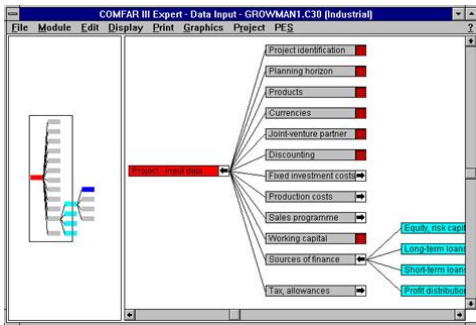 COMFAR III Expert - Data Input - GROWMAN1.C30 (Industrial)
File Module Edit Display Print Graphics Project PES ?
Project identification
Planning horizon
Products
Currencies
Joint-venture partner
Discounting
Project - input data
Fixed investment costs
Production costs
Sales programme
Working capital
Equity, risk capit
Long-term loans
Sources of finance
Short-term loans
Profit distribution
Tax, allowances